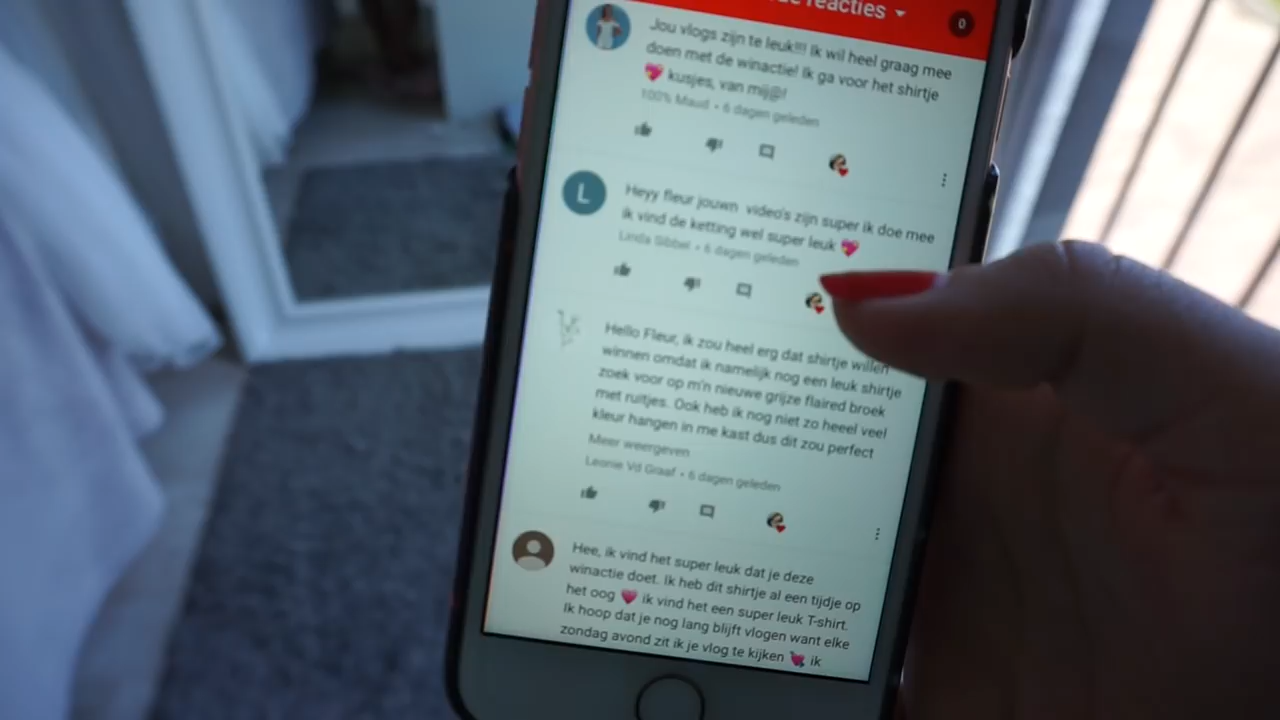 reacties
0
Jou vlogs zijn te leuk!!! Ik wil heel graag mee
doen met de winactie! Ik ga voor het shirtje
💖 kusjes, van mij@!
100% Maud • 6 dagen geleden
L
Heyy fleur jouwn video's zijn super ik doe mee
ik vind de ketting wel super leuk 💖
Linda Sibbel • 6 dagen geleden
Hello Fleur, ik zou heel erg dat shirtje willen
winnen omdat ik namelijk nog een leuk shirtje
zoek voor op m'n nieuwe grijze flaired broek
met ruitjes. Ook heb ik nog niet zo heeel veel
kleur hangen in me kast dus dit zou perfect
Meer weergeven
Leonie Vd Graaf • 6 dagen geleden
Hee, ik vind het super leuk dat je deze
winactie doet. Ik heb dit shirtje al een tijdje op
het oog 💗 ik vind het een super leuk T-shirt.
Ik hoop dat je nog lang blijft vlogen want elke
zondag avond zit ik je vlog te kijken 💘 ik